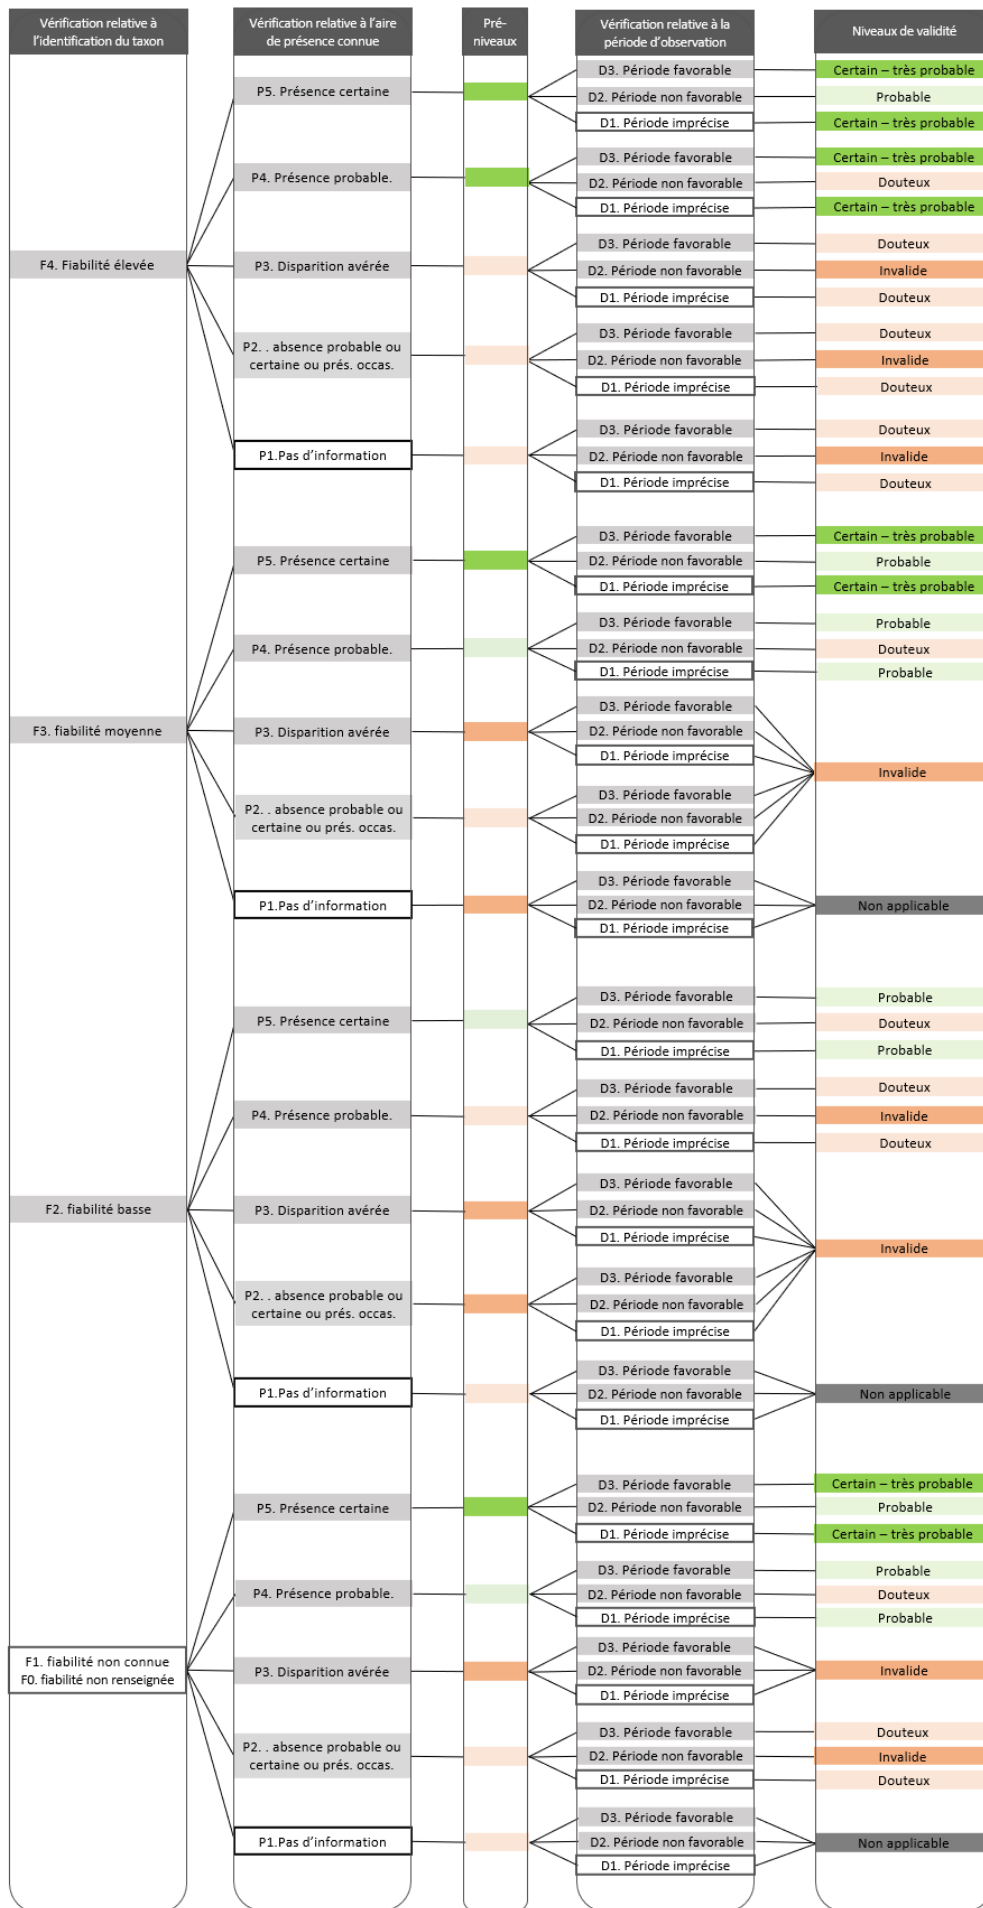 Vérification relative à
l'identification du taxon
Vérification relative à l'aire
de présence connue
Pré-
niveaux
Vérification relative à la
période d'observation
Niveaux de validité
F4. Fiabilité élevée
P5. Présence certaine
D3. Période favorable
Certain – très probable
D2. Période non favorable
Probable
D1. Période imprécise
Certain – très probable
P4. Présence probable.
D3. Période favorable
Certain – très probable
D2. Période non favorable
Douteux
D1. Période imprécise
Certain – très probable
P3. Disparition avérée
D3. Période favorable
Douteux
D2. Période non favorable
Invalide
D1. Période imprécise
Douteux
P2. . absence probable ou
certaine ou prés. occas.
D3. Période favorable
Douteux
D2. Période non favorable
Invalide
D1. Période imprécise
Douteux
P1.Pas d'information
D3. Période favorable
Douteux
D2. Période non favorable
Invalide
D1. Période imprécise
Douteux
F3. fiabilité moyenne
P5. Présence certaine
D3. Période favorable
Certain – très probable
D2. Période non favorable
Probable
D1. Période imprécise
Certain – très probable
P4. Présence probable.
D3. Période favorable
Probable
D2. Période non favorable
Douteux
D1. Période imprécise
Probable
P3. Disparition avérée
D3. Période favorable
D2. Période non favorable
D1. Période imprécise
Invalide
P2. . absence probable ou
certaine ou prés. occas.
D3. Période favorable
D2. Période non favorable
D1. Période imprécise
P1.Pas d'information
D3. Période favorable
D2. Période non favorable
D1. Période imprécise
Non applicable
F2. fiabilité basse
P5. Présence certaine
D3. Période favorable
Probable
D2. Période non favorable
Douteux
D1. Période imprécise
Probable
P4. Présence probable.
D3. Période favorable
Douteux
D2. Période non favorable
Invalide
D1. Période imprécise
Douteux
P3. Disparition avérée
D3. Période favorable
D2. Période non favorable
D1. Période imprécise
Invalide
P2. . absence probable ou
certaine ou prés. occas.
D3. Période favorable
D2. Période non favorable
D1. Période imprécise
P1.Pas d'information
D3. Période favorable
D2. Période non favorable
D1. Période imprécise
Non applicable
F1. fiabilité non connue
F0. fiabilité non renseignée
P5. Présence certaine
D3. Période favorable
Certain – très probable
D2. Période non favorable
Probable
D1. Période imprécise
Certain – très probable
P4. Présence probable.
D3. Période favorable
Probable
D2. Période non favorable
Douteux
D1. Période imprécise
Probable
P3. Disparition avérée
D3. Période favorable
D2. Période non favorable
D1. Période imprécise
Invalide
P2. . absence probable ou
certaine ou prés. occas.
D3. Période favorable
Douteux
D2. Période non favorable
Invalide
D1. Période imprécise
Douteux
P1.Pas d'information
D3. Période favorable
D2. Période non favorable
D1. Période imprécise
Non applicable